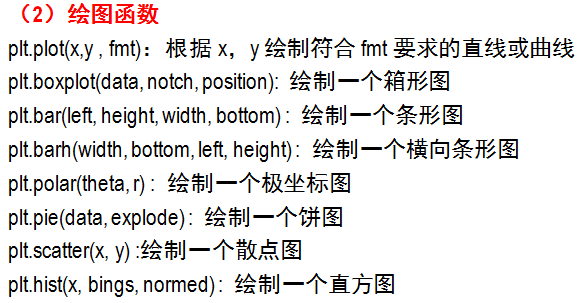 （2）绘图函数
plt.plot(x,y , fmt)：根据 x，y 绘制符合 fmt 要求的直线或曲线
plt.boxplot(data, notch, position): 绘制一个箱形图
plt.bar(left, height, width, bottom) : 绘制一个条形图
plt.barh(width, bottom, left, height) : 绘制一个横向条形图
plt.polar(theta, r) : 绘制一个极坐标图
plt.pie(data, explode) : 绘制一个饼图
plt.scatter(x, y) :绘制一个散点图
plt.hist(x, bings, normed) : 绘制一个直方图